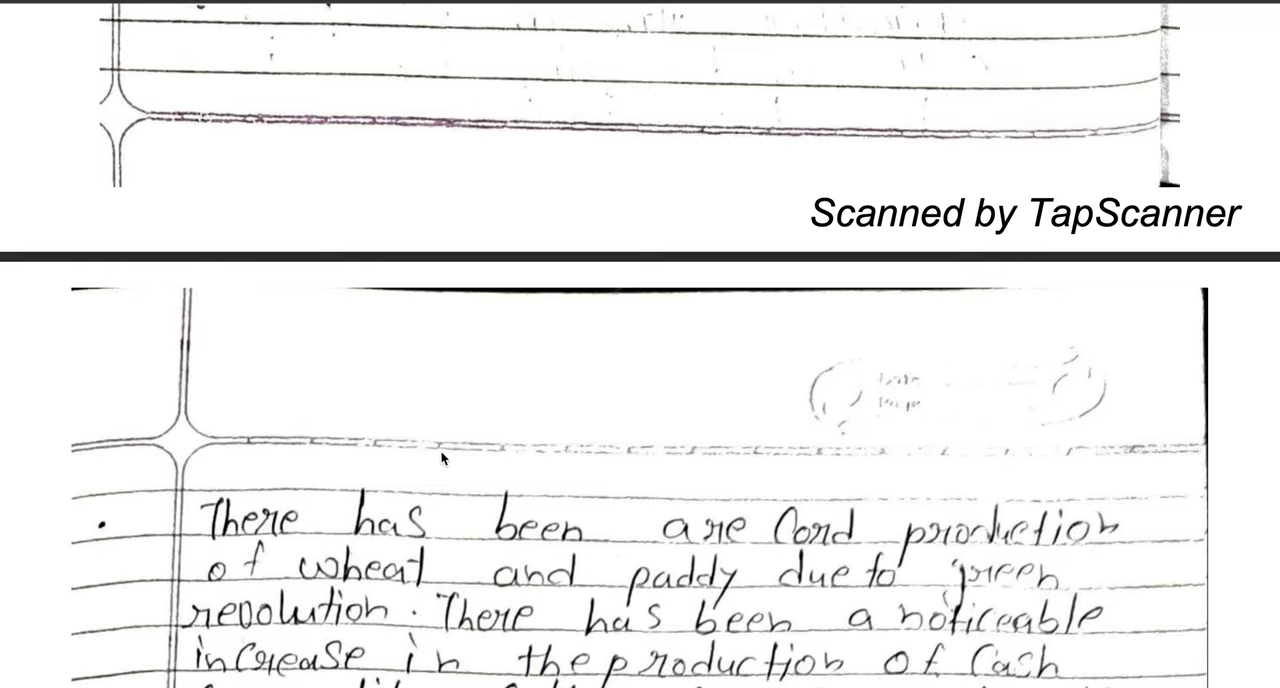 Scanned by TapScanner
. There has been a re Cord production
of wheat and paddy due to green
revolution. There has been a noticeable
increase in the production of Cash